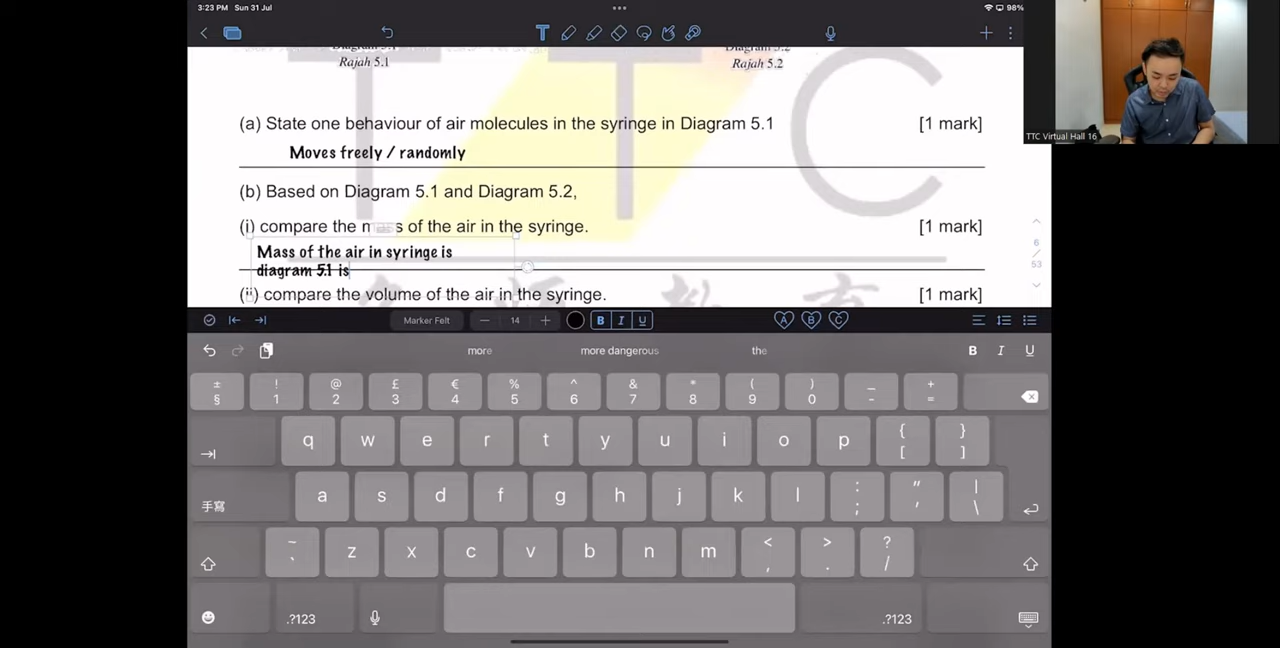 3:23 PM Sun 31 Jul
98%
Rajah 5.1
Rajah 5.2
(a) State one behaviour of air molecules in the syringe in Diagram 5.1 [1 mark]
Moves freely / randomly
(b) Based on Diagram 5.1 and Diagram 5.2,
(i) compare the mass of the air in the syringe. [1 mark]
Mass of the air in syringe is
diagram 5.1 is
(ii) compare the volume of the air in the syringe. [1 mark]
TTC
6
/
53
TTC Virtual Hall 16
Marker Felt − 14 + B I U A B C
more more dangerous the B I U
± ! @ £ € % ^ & * ( ) _ +
§ 1 2 3 4 5 6 7 8 9 0 - =
q w e r t y u i o p { [ } ]
手寫 a s d f g h j k l : ; " ' | \
~ ` z x c v b n m < , > . ? /
.?123 .?123